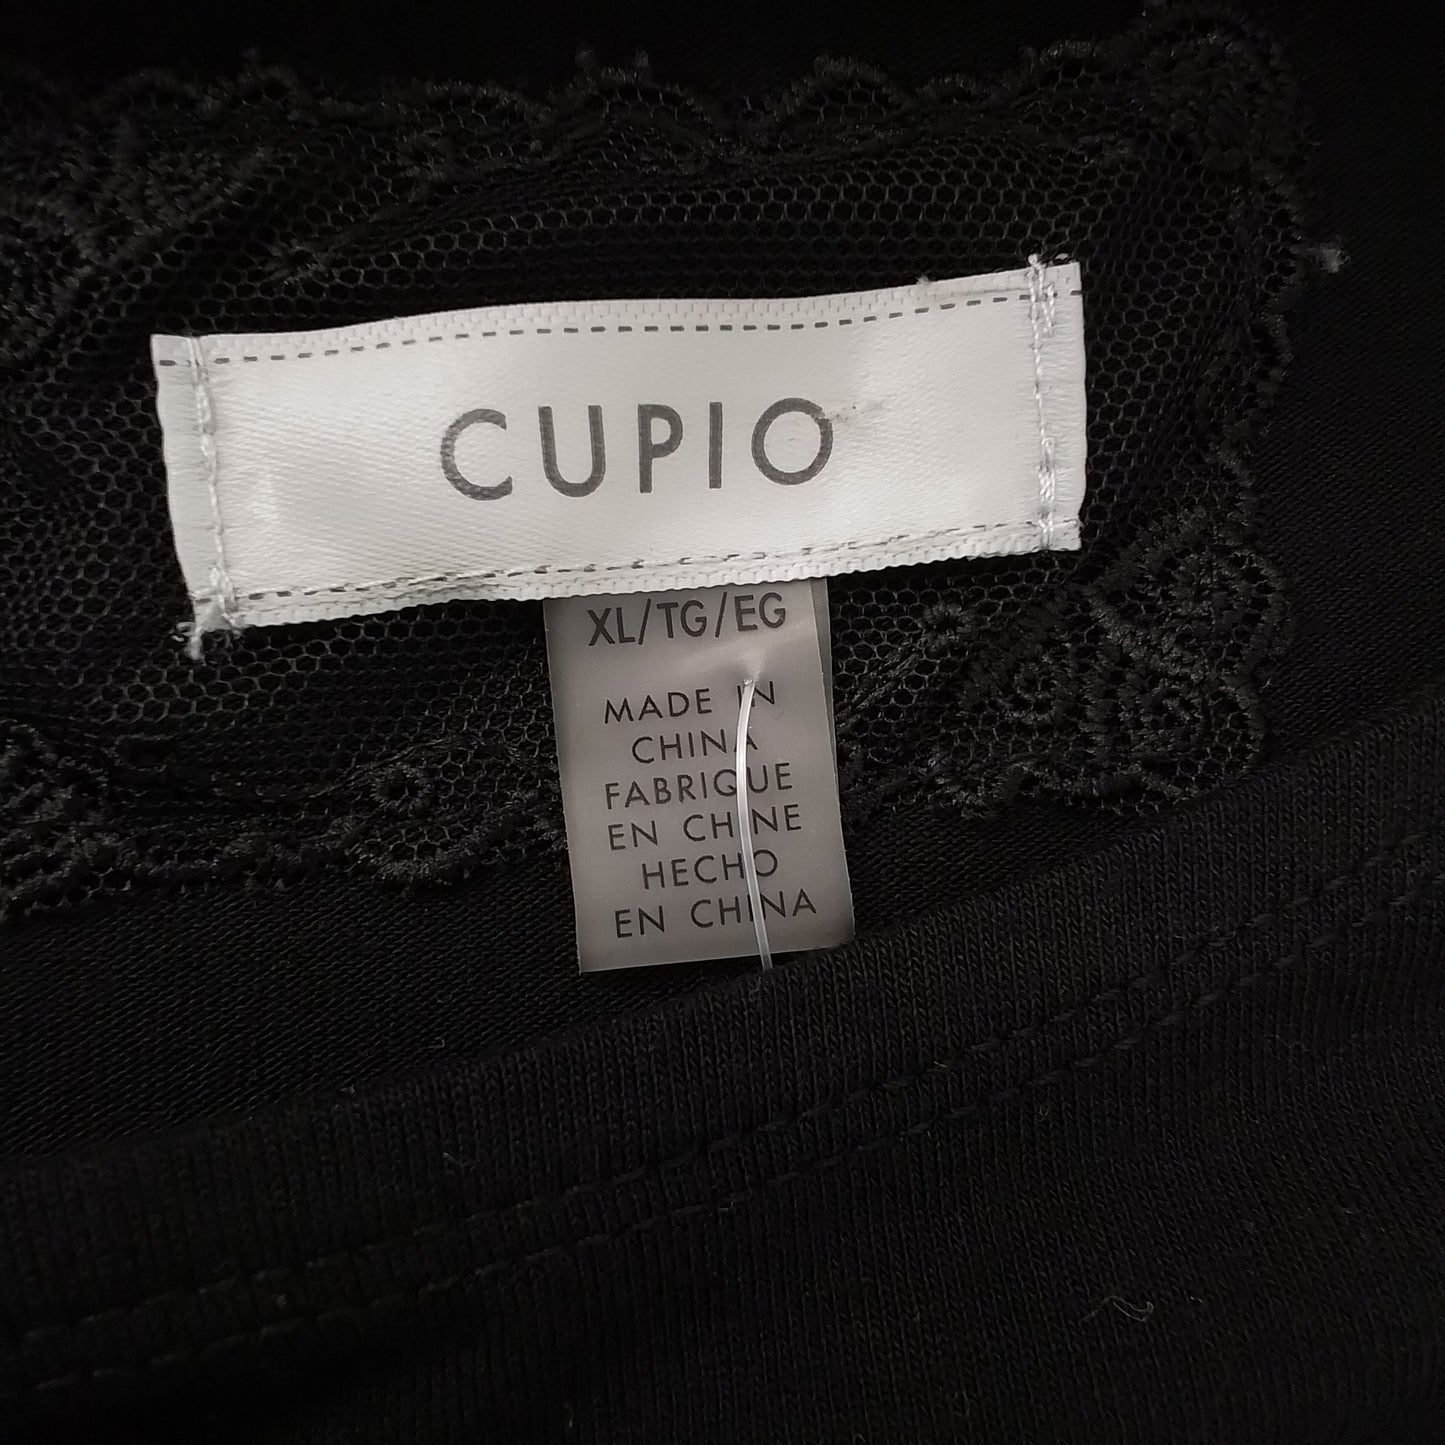 CUPIO
XL/TG/EG
MADE IN
CHINA
FABRIQUE
EN CHINE
HECHO
EN CHINA